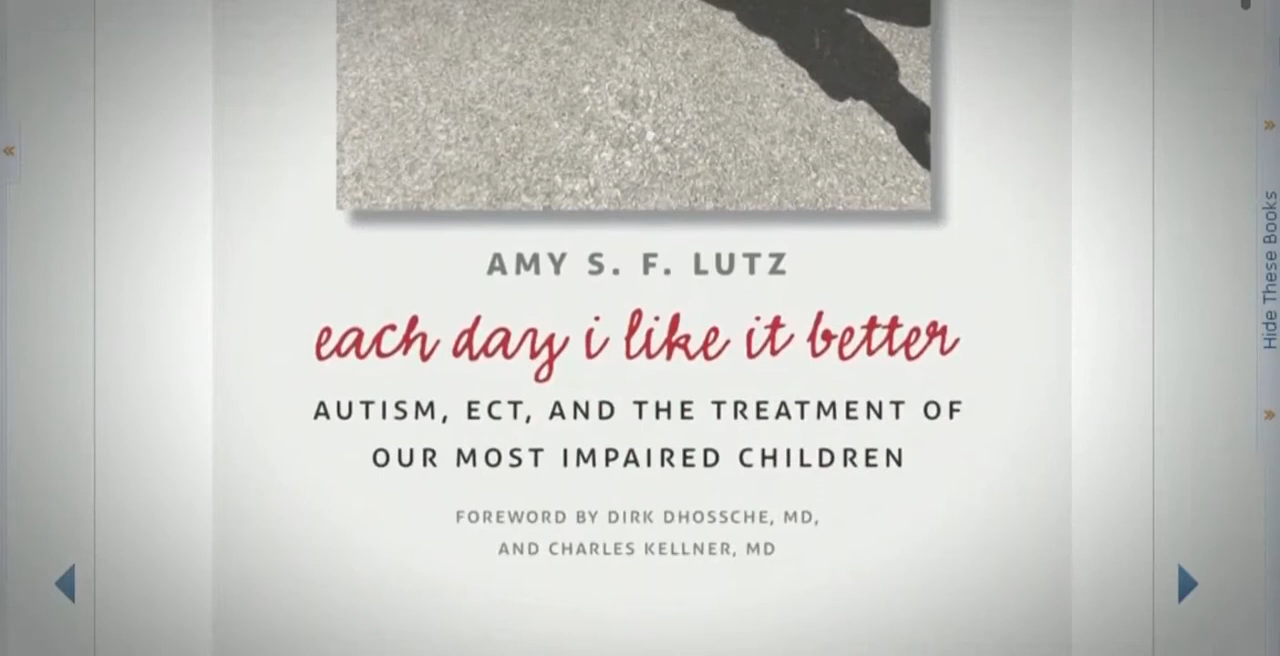 AMY S. F. LUTZ
each day i like it better
AUTISM, ECT, AND THE TREATMENT OF
OUR MOST IMPAIRED CHILDREN
FOREWORD BY DIRK DHOSSCHE, MD,
AND CHARLES KELLNER, MD
Hide These Books